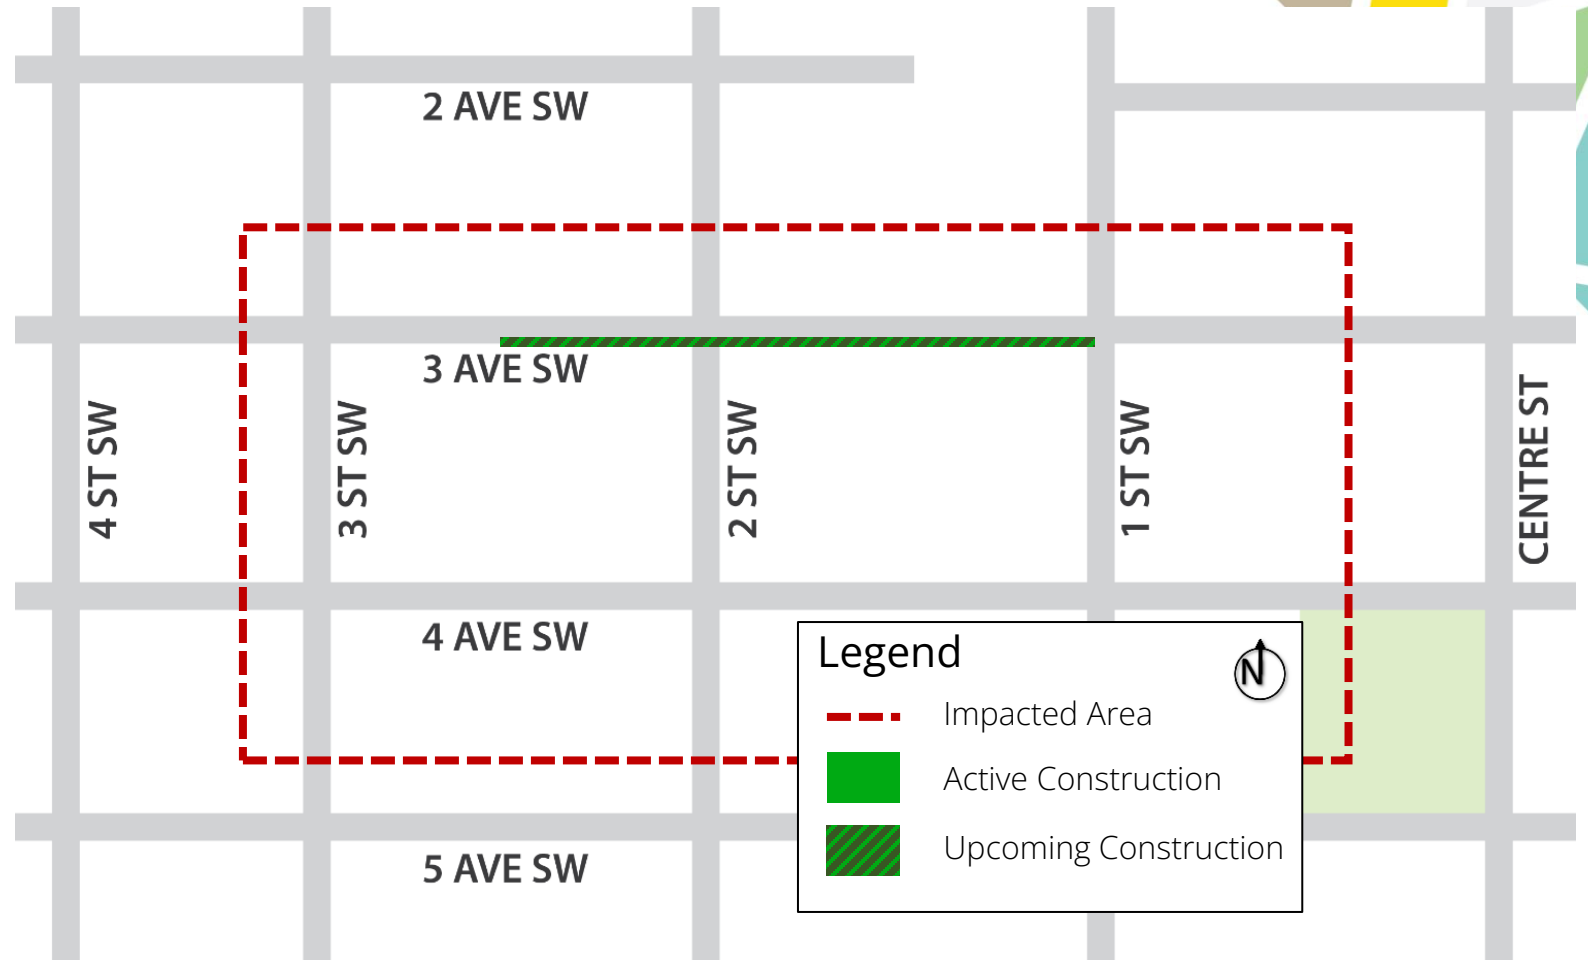 2 AVE SW
3 AVE SW
4 ST SW
3 ST SW
2 ST SW
1 ST SW
CENTRE ST
4 AVE SW
Legend
N
Impacted Area
Active Construction
Upcoming Construction
5 AVE SW